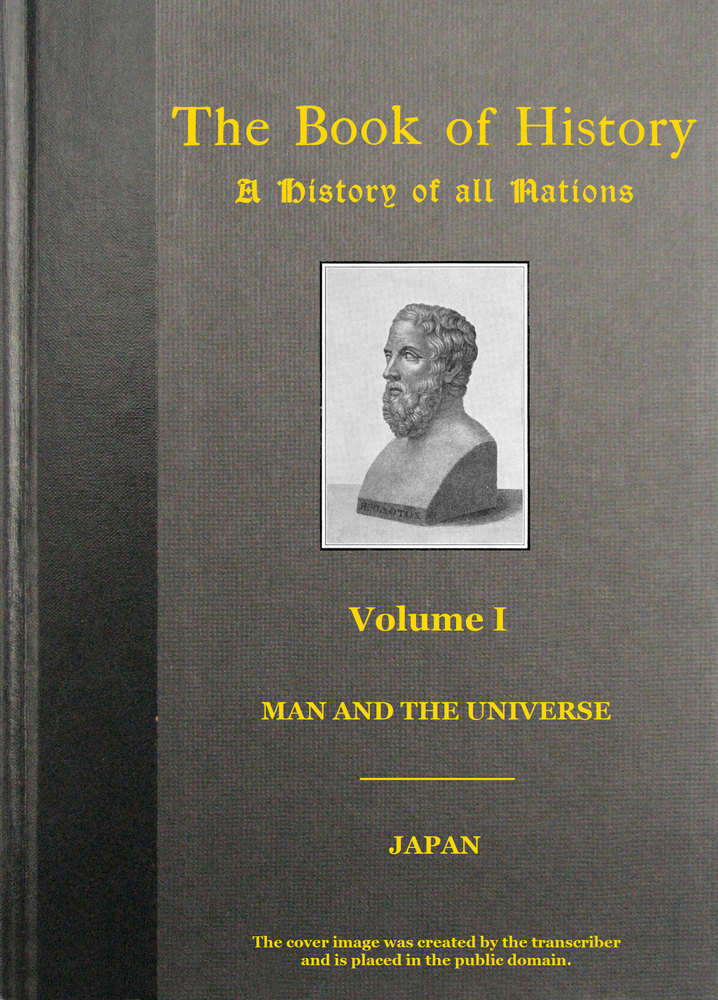 The Book of History
A History of all Nations
ΗΡΟΔΟΤΟΣ
Volume I
MAN AND THE UNIVERSE
JAPAN
The cover image was created by the transcriber
and is placed in the public domain.